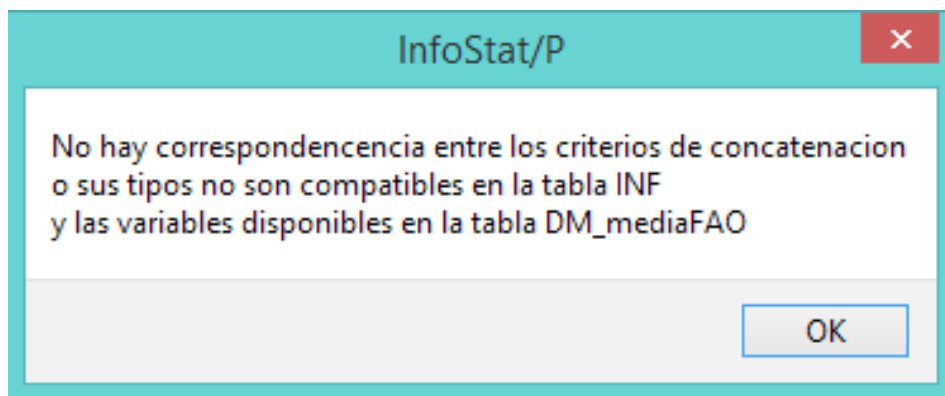 InfoStat/P
No hay correspondencencia entre los criterios de concatenacion
o sus tipos no son compatibles en la tabla INF
y las variables disponibles en la tabla DM_mediaFAO
OK